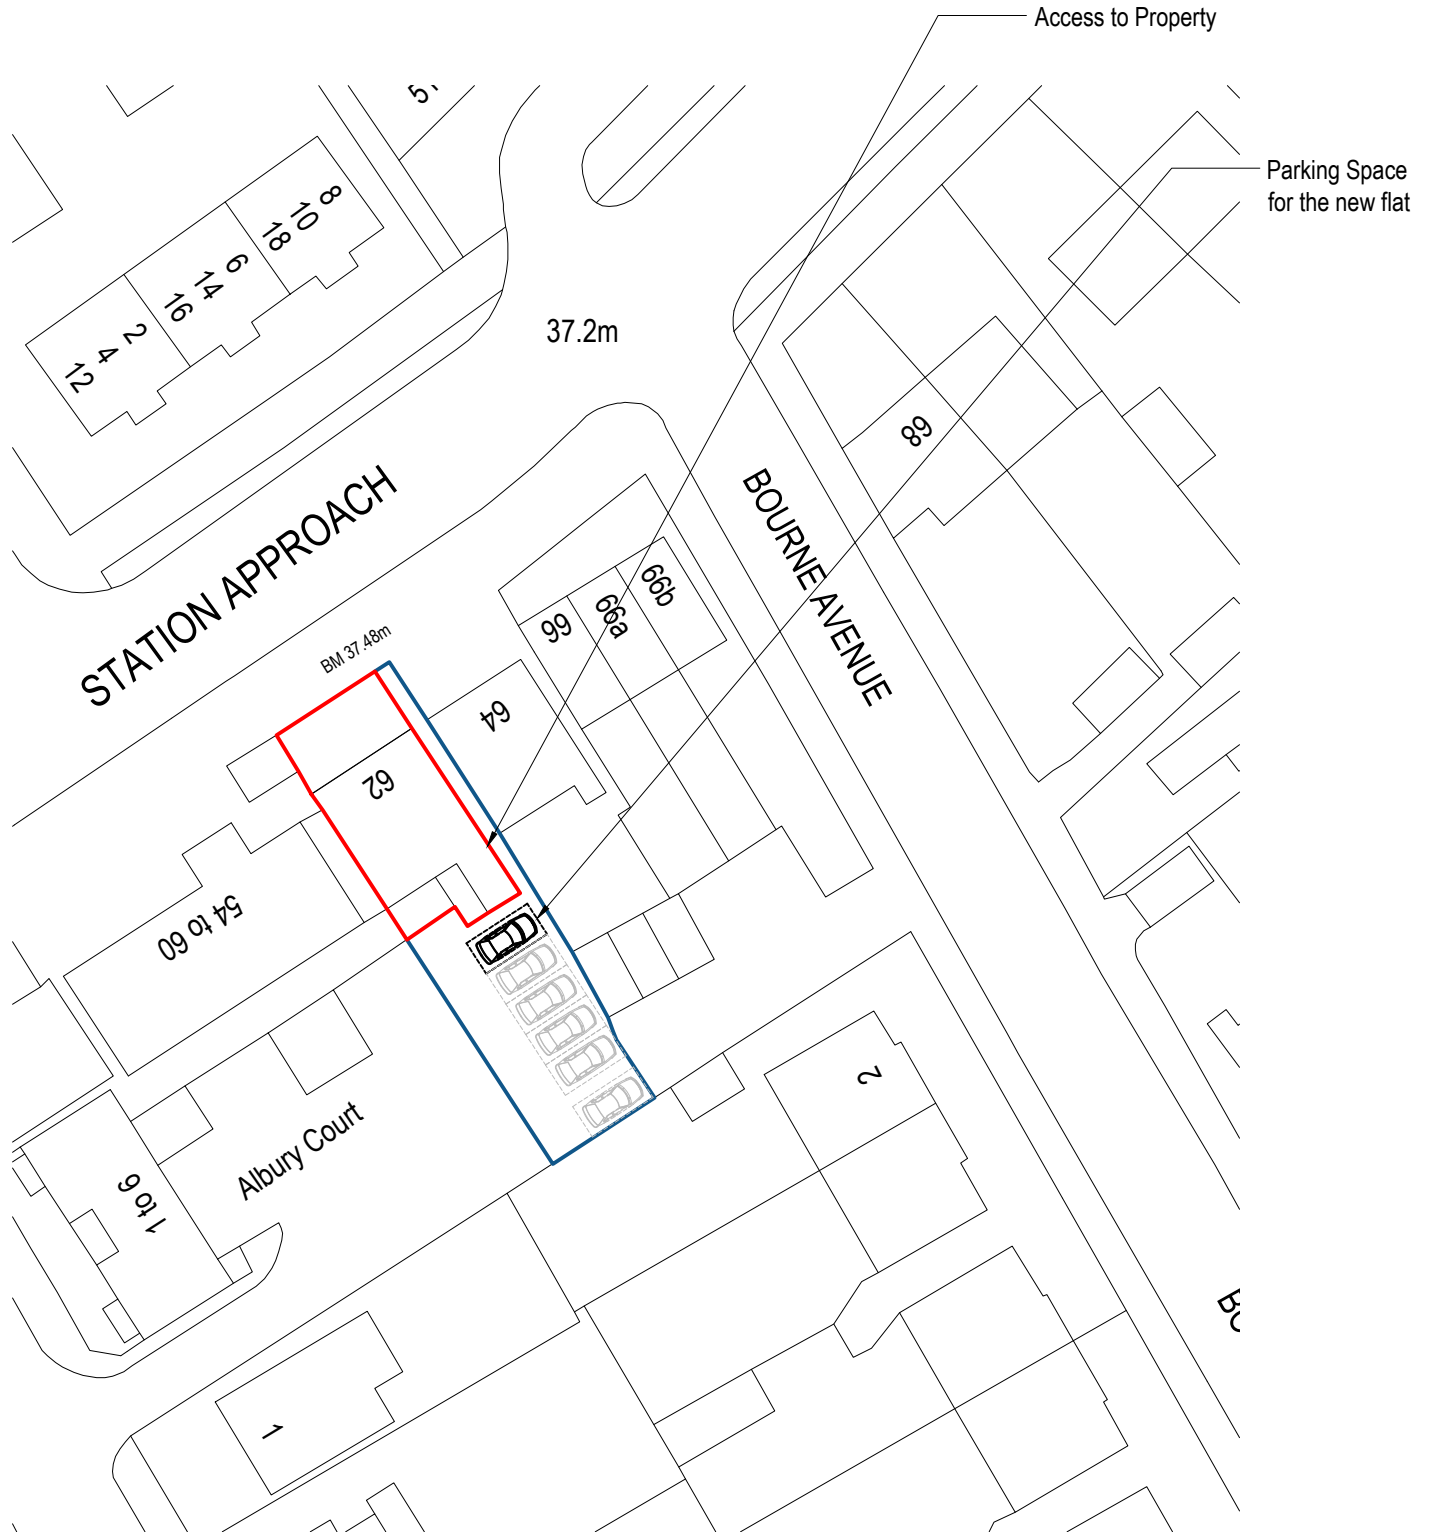 Access to Property
Parking Space
for the new flat
8
10
18
6
14
16
2
4
12
37.2m
68
STATION APPROACH
BOURNE AVENUE
BM 37.48m
66
66a
66b
64
62
54 to 60
Albury Court
1 to 6
2
1